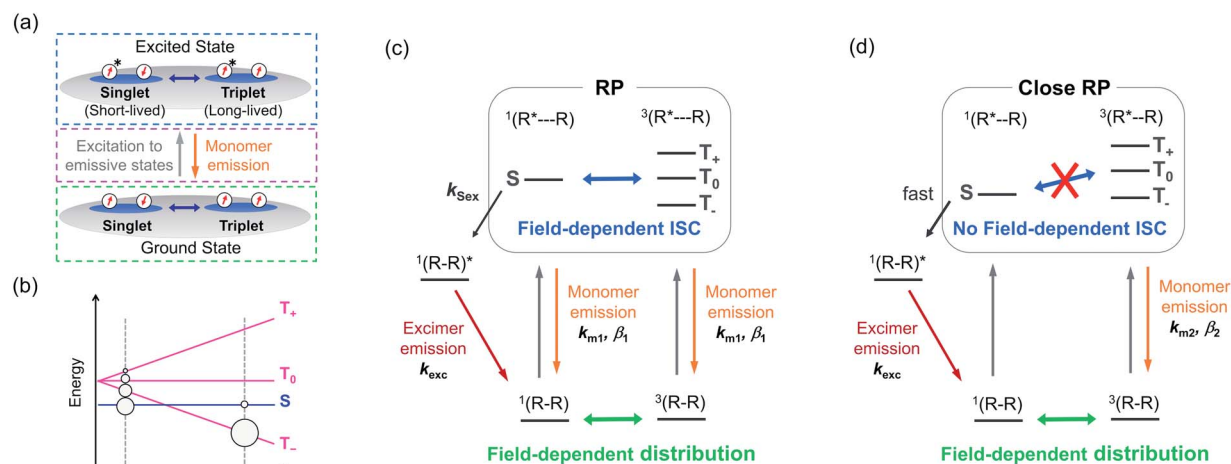 (a)
Excited State
*
*
Singlet
Triplet
(Short-lived)
(Long-lived)
Excitation to
emissive states
Monomer
emission
Singlet
Triplet
Ground State
(b)
Energy
T+
T0
S
T−
(c)
RP
1(R*---R)
3(R*---R)
T+
T0
T-
S
kSex
Field-dependent ISC
1(R-R)*
Excimer
emission
kexc
Monomer
emission
km1, β1
Monomer
emission
km1, β1
1(R-R)
3(R-R)
Field-dependent distribution
(d)
Close RP
1(R*--R)
3(R*--R)
T+
T0
T-
S
fast
No Field-dependent ISC
1(R-R)*
Excimer
emission
kexc
Monomer
emission
km2, β2
1(R-R)
3(R-R)
Field-dependent distribution